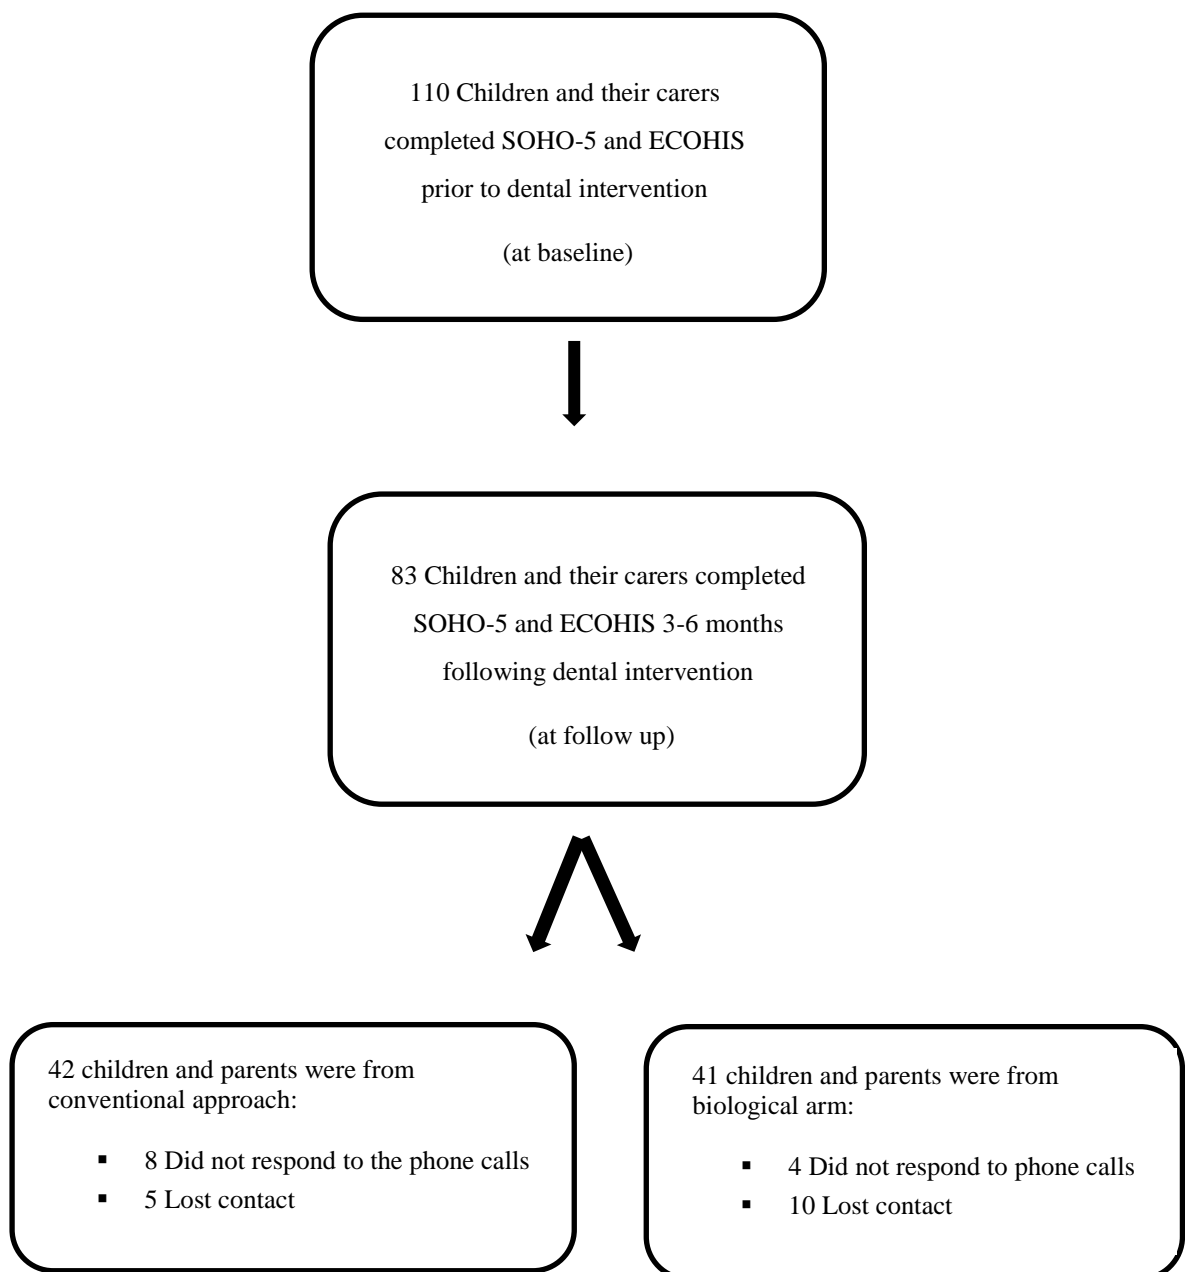 110 Children and their carers
completed SOHO-5 and ECOHIS
prior to dental intervention
(at baseline)
83 Children and their carers completed
SOHO-5 and ECOHIS 3-6 months
following dental intervention
(at follow up)
42 children and parents were from
conventional approach:
▪ 8 Did not respond to the phone calls
▪ 5 Lost contact
41 children and parents were from
biological arm:
▪ 4 Did not respond to phone calls
▪ 10 Lost contact